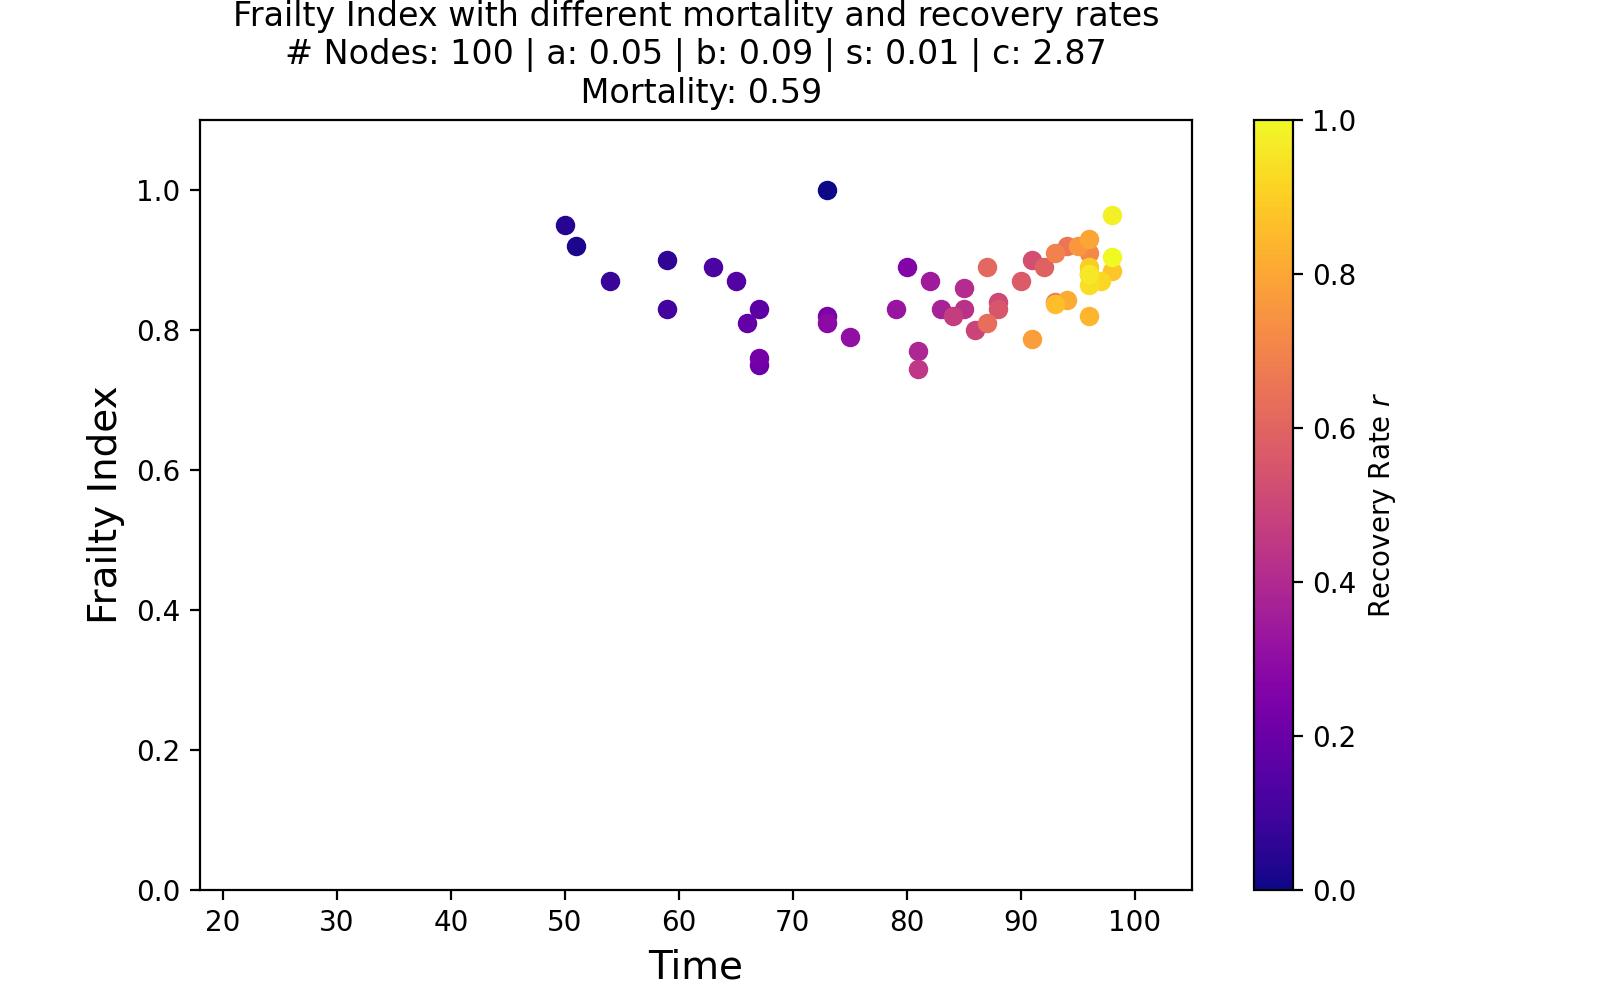 Frailty Index with different mortality and recovery rates
# Nodes: 100 | a: 0.05 | b: 0.09 | s: 0.01 | c: 2.87
Mortality: 0.59
Frailty Index
1.0
0.8
0.6
0.4
0.2
0.0
20 30 40 50 60 70 80 90 100
Time
1.0
0.8
0.6
0.4
0.2
0.0
Recovery Rate r